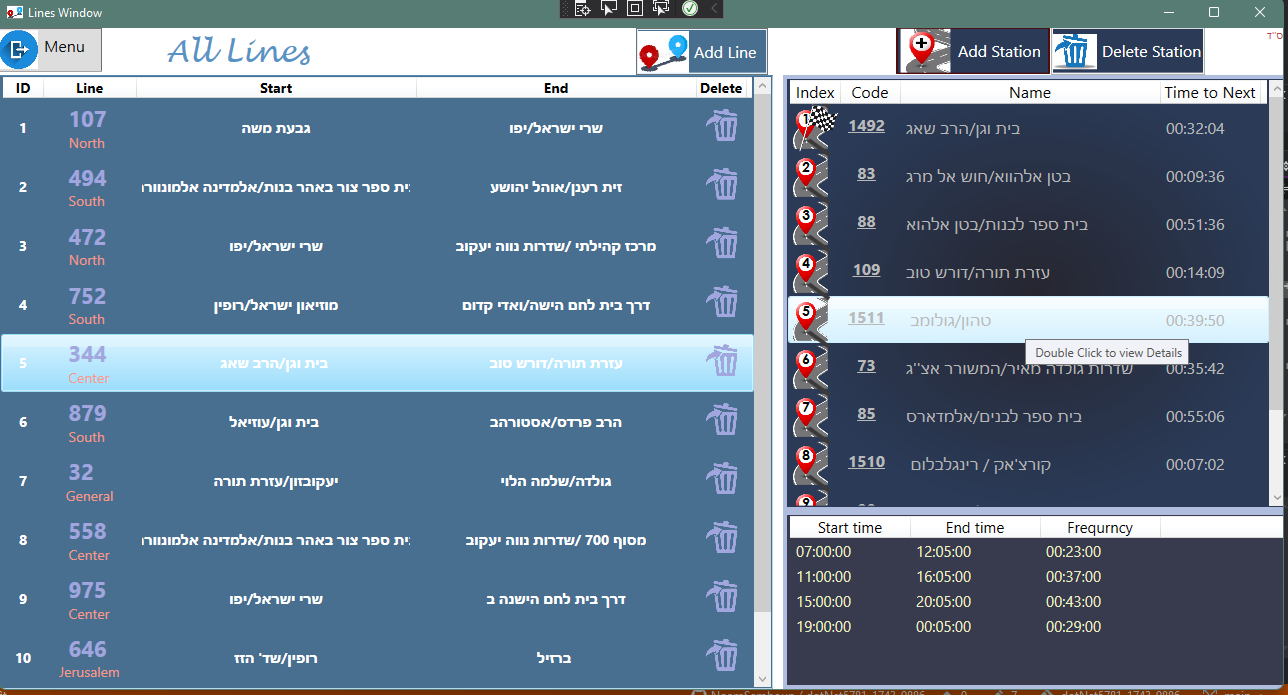 Lines Window
Menu
All Lines
Add Line
Add Station
Delete Station
בס"ד
ID Line Start End Delete
1 107 North גבעת משה שרי ישראל/יפו
2 494 South ית ספר צור באהר בנות/אלמדינה אלמונוורה זית רענן/אוהל יהושע
3 472 North שרי ישראל/יפו מרכז קהילתי /שדרות נווה יעקוב
4 752 South מוזיאון ישראל/רופין דרך בית לחם הישה/ואדי קדום
5 344 Center בית וגן/הרב שאג עזרת תורה/דורש טוב
6 879 South בית וגן/עוזיאל הרב פרדס/אסטורהב
7 32 General יעקובזון/עזרת תורה גולדה/שלמה הלוי
8 558 Center ית ספר צור באהר בנות/אלמדינה אלמונוורה מסוף 700 /שדרות נווה יעקוב
9 975 Center שרי ישראל/יפו דרך בית לחם הישנה ב
10 646 Jerusalem רופין/שד' הזז ברזיל
Index Code Name Time to Next
1 1492 בית וגן/הרב שאג 00:32:04
2 83 בטן אלהווא/חוש אל מרג 00:09:36
3 88 בית ספר לבנות/בטן אלהוא 00:51:36
4 109 עזרת תורה/דורש טוב 00:14:09
5 1511 טהון/גולומב 00:39:50
Double Click to view Details
6 73 שדרות גולדה מאיר/המשורר אצ''ג 00:35:42
7 85 בית ספר לבנים/אלמדארס 00:55:06
8 1510 קורצ'אק / רינגלבלום 00:07:02
9
Start time End time Frequrncy
07:00:00 12:05:00 00:23:00
11:00:00 16:05:00 00:37:00
15:00:00 20:05:00 00:43:00
19:00:00 00:05:00 00:29:00